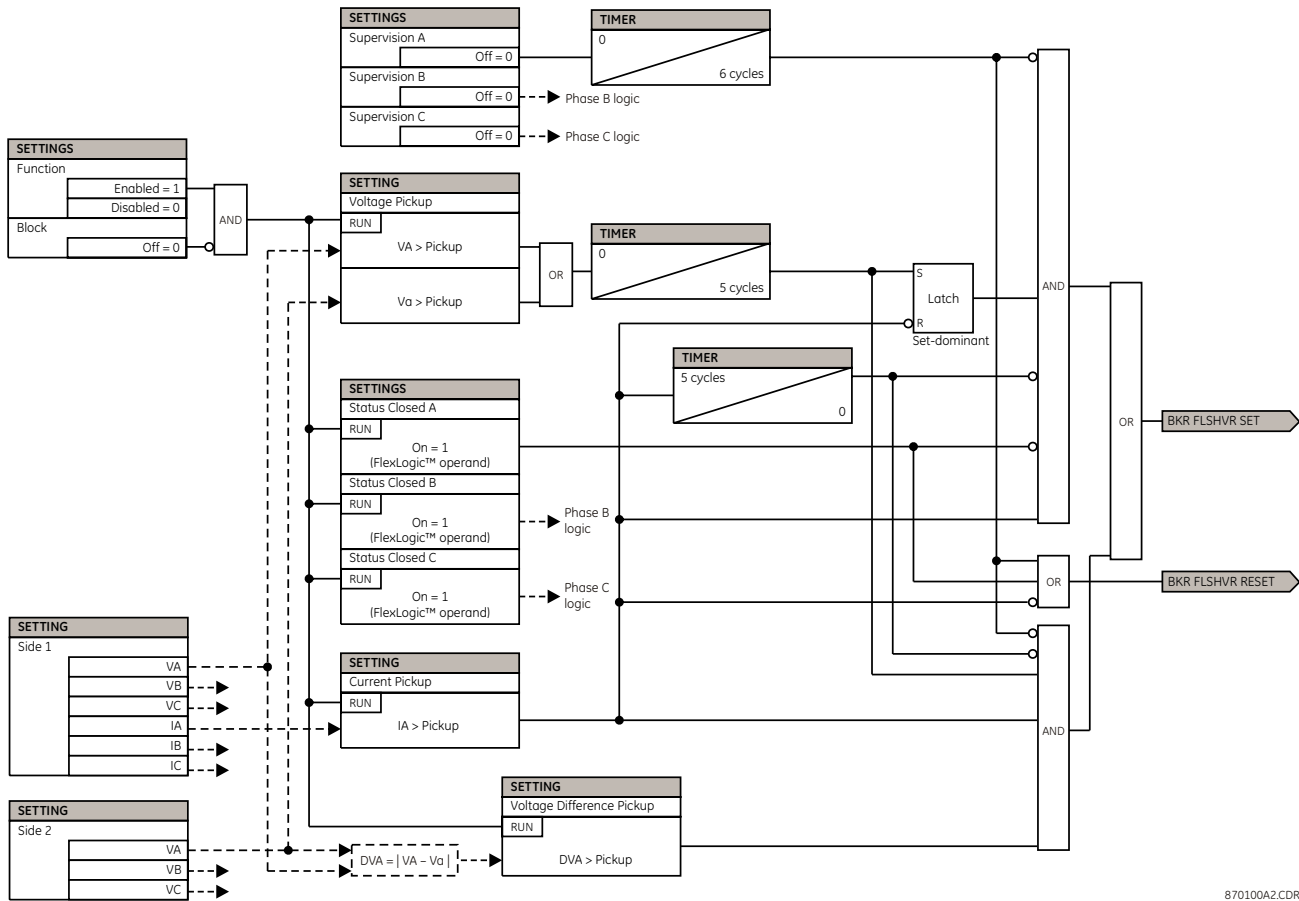 SETTINGS
Supervision A
Off = 0
Supervision B
Off = 0
Phase B logic
Supervision C
Off = 0
Phase C logic
TIMER
0
6 cycles
SETTINGS
Function
Enabled = 1
Disabled = 0
Block
Off = 0
AND
SETTING
Voltage Pickup
RUN
VA > Pickup
Va > Pickup
OR
TIMER
0
5 cycles
S
Latch
R
Set-dominant
AND
TIMER
5 cycles
0
SETTINGS
Status Closed A
RUN
On = 1
(FlexLogic™ operand)
Status Closed B
RUN
On = 1
(FlexLogic™ operand)
Phase B
logic
Status Closed C
RUN
On = 1
(FlexLogic™ operand)
Phase C
logic
OR
BKR FLSHVR SET
OR
BKR FLSHVR RESET
SETTING
Side 1
VA
VB
VC
IA
IB
IC
SETTING
Current Pickup
RUN
IA > Pickup
AND
SETTING
Side 2
VA
VB
VC
DVA = | VA – Va |
SETTING
Voltage Difference Pickup
RUN
DVA > Pickup
870100A2.CDR